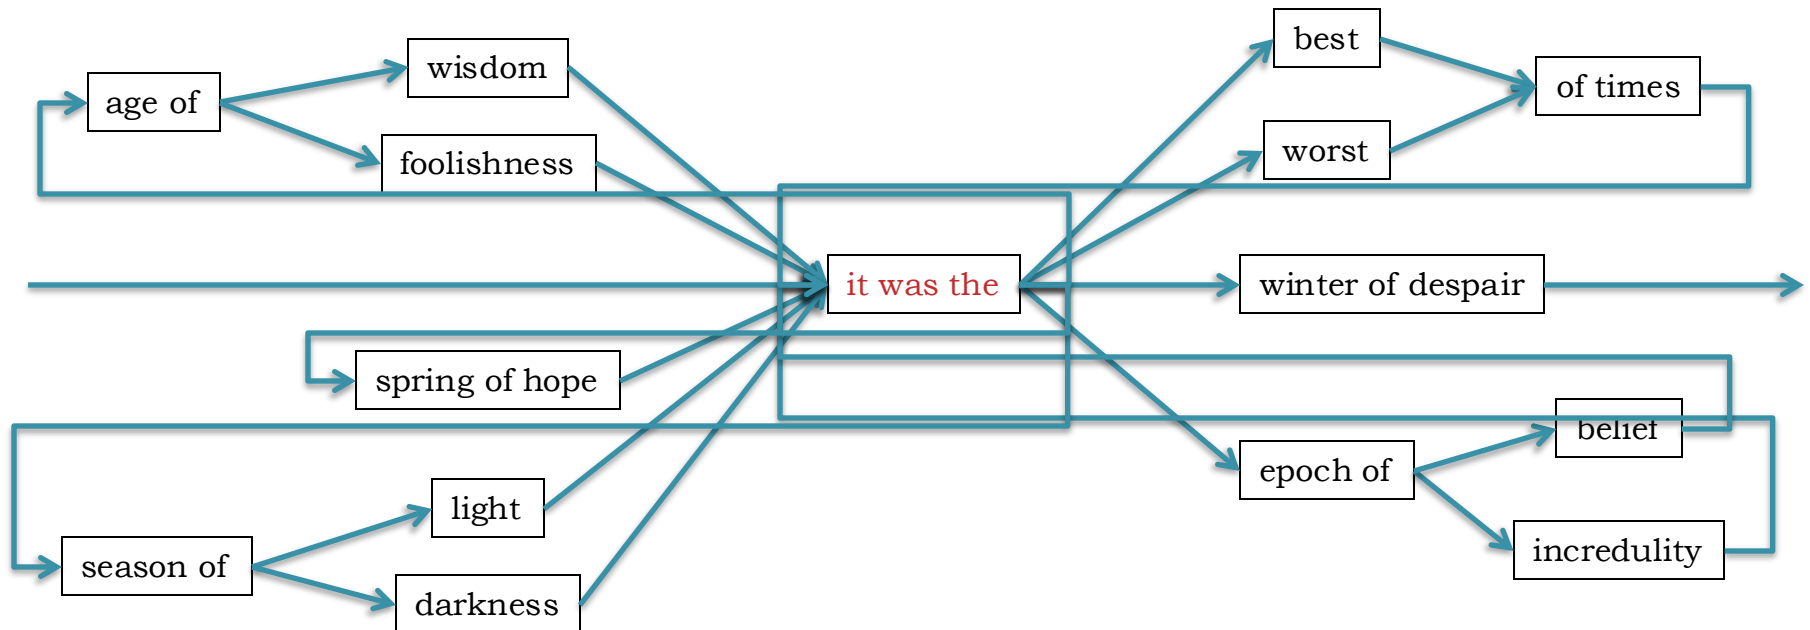 best
wisdom
of times
age of
worst
foolishness
it was the
winter of despair
spring of hope
belief
epoch of
light
incredulity
season of
darkness